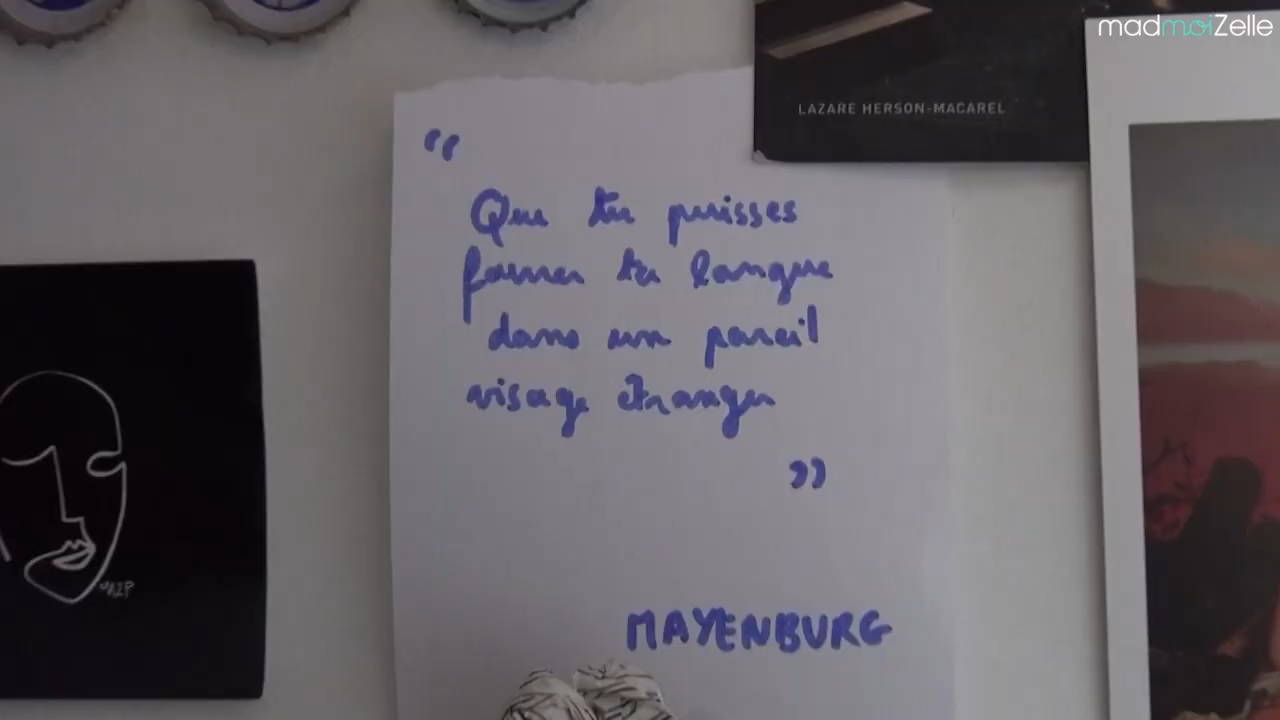 madmoiZelle
LAZARE HERSON-MACAREL
“
Que tu puisses
fourrer ta langue
dans un pareil
visage étranger
”
MAYENBURG